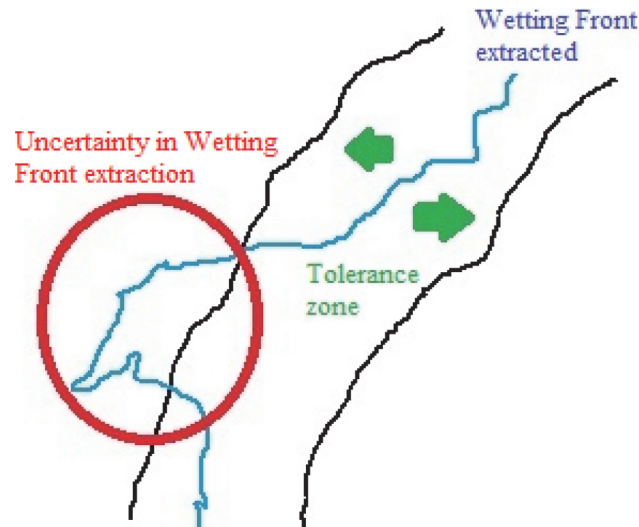 Wetting Front
extracted
Uncertainty in Wetting
Front extraction
Tolerance
zone